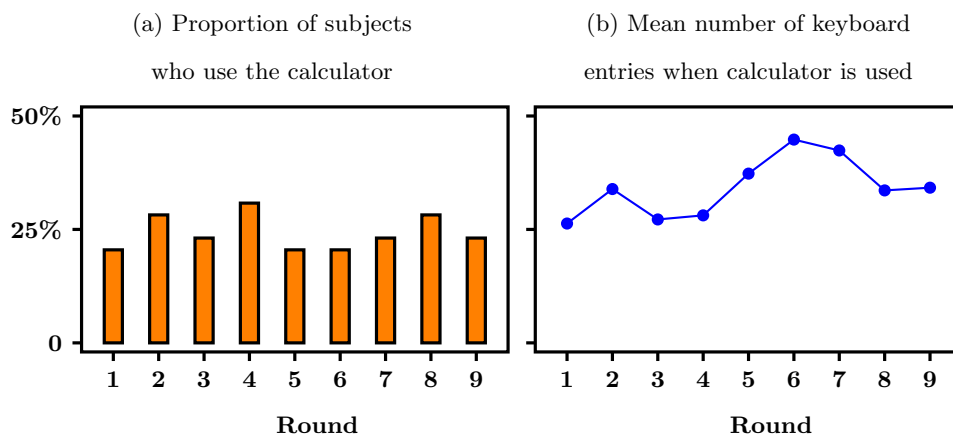 (a) Proportion of subjects
who use the calculator
(b) Mean number of keyboard
entries when calculator is used
50%
25%
0
1 2 3 4 5 6 7 8 9
Round
1 2 3 4 5 6 7 8 9
Round